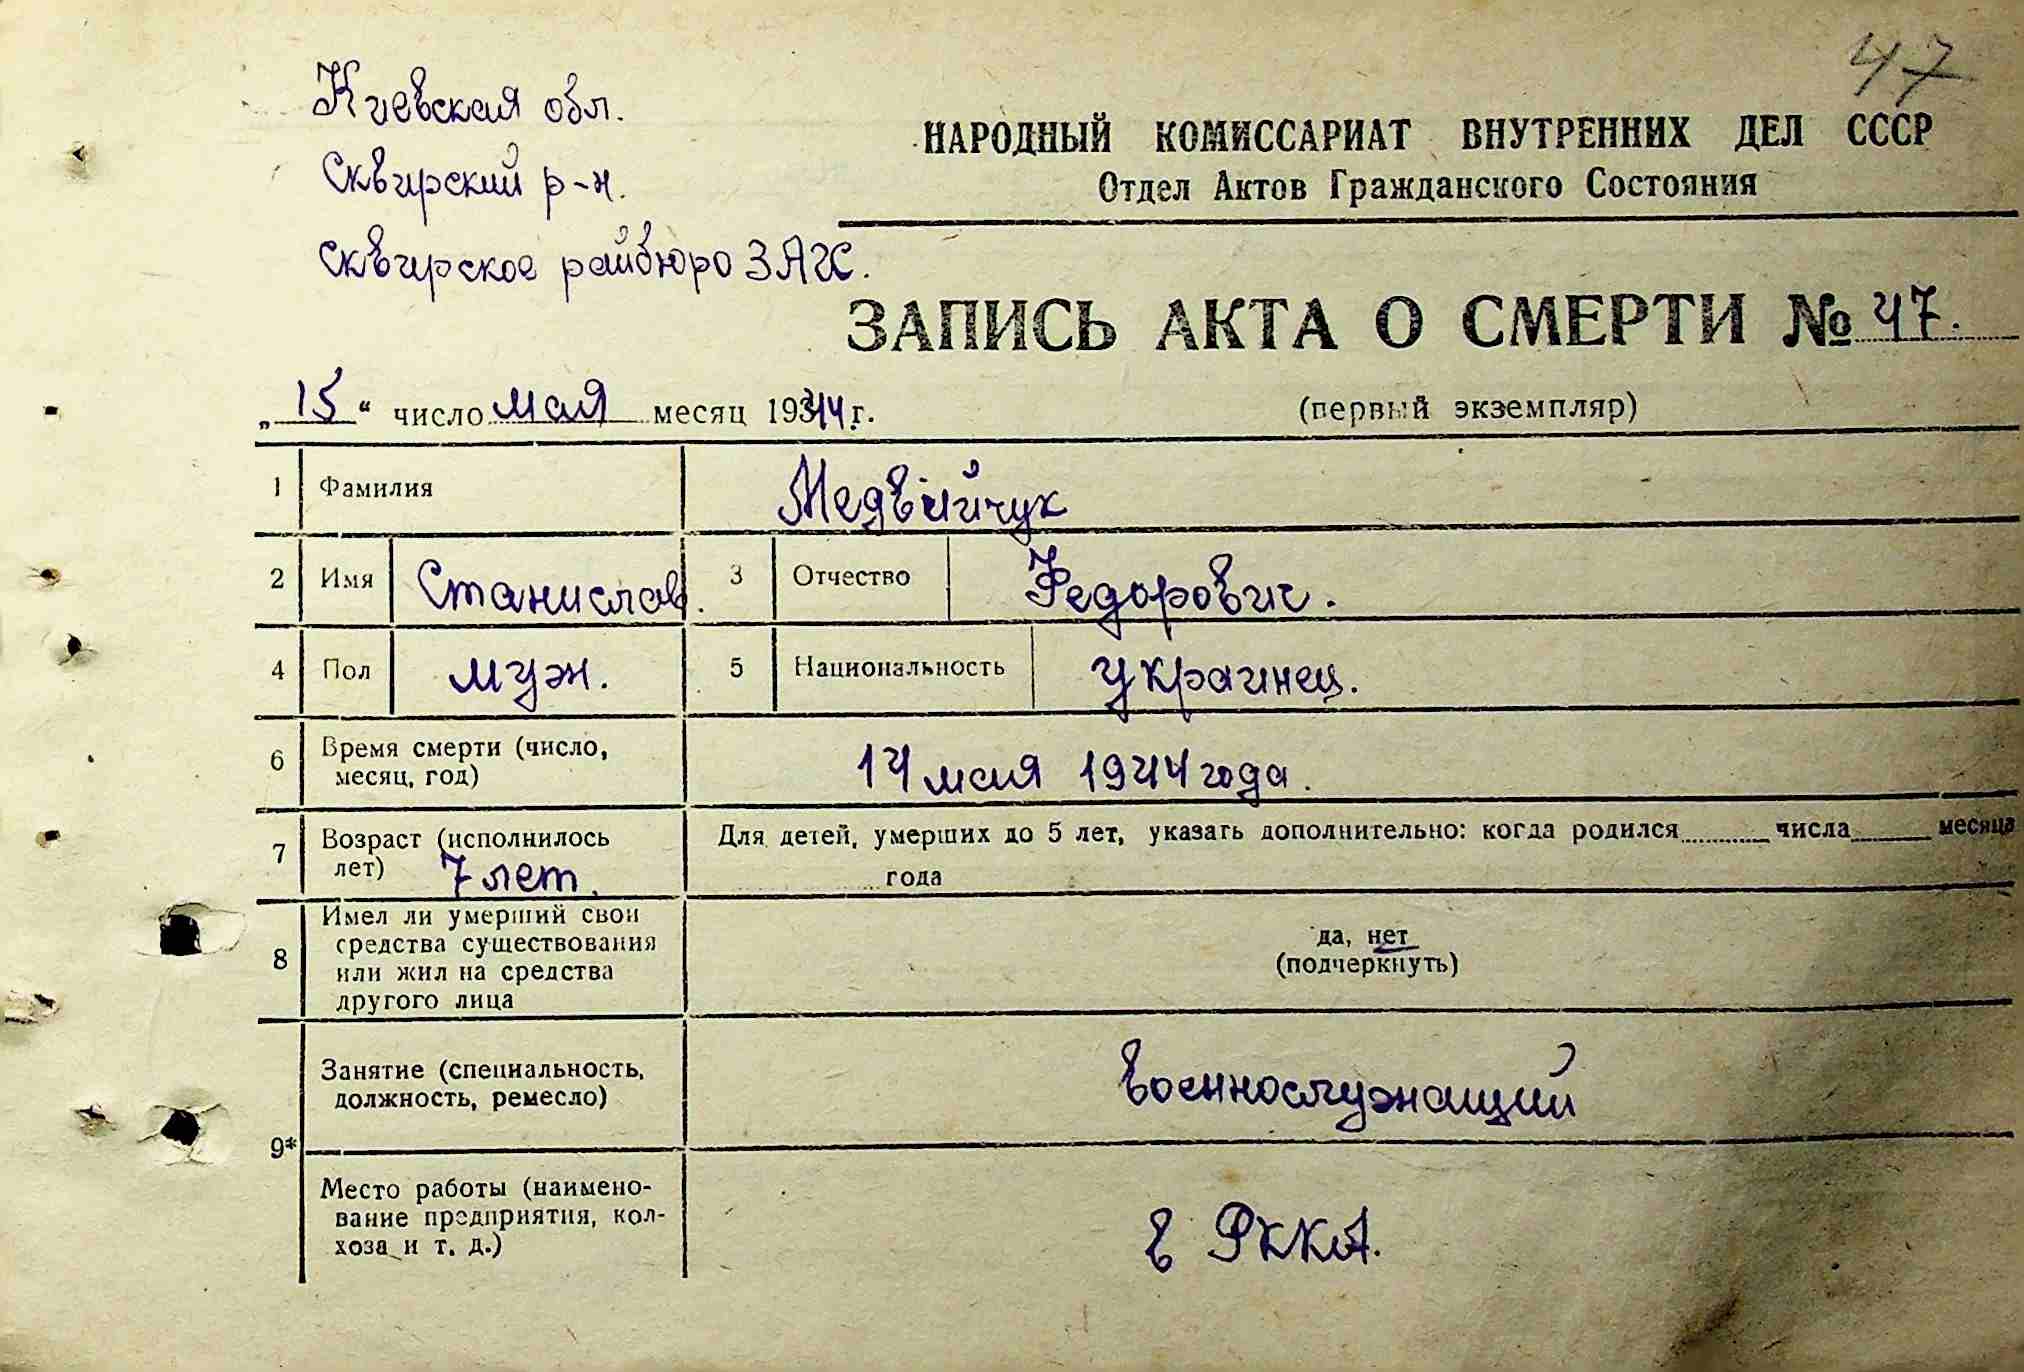 47
Киевская обл.
Сквирский р-н.
Сквирское райбюро ЗАГС.
НАРОДНЫЙ КОМИССАРИАТ ВНУТРЕННИХ ДЕЛ СССР
Отдел Актов Гражданского Состояния
ЗАПИСЬ АКТА О СМЕРТИ № 47.
„15“ число мая месяц 1944 г.
(первый экземпляр)
1 Фамилия Медвийчук
2 Имя Станислав. 3 Отчество Федорович.
4 Пол муж. 5 Национальность украинец.
6 Время смерти (число, месяц, год) 14 мая 1944 года.
7 Возраст (исполнилось лет) 7 лет. Для детей, умерших до 5 лет, указать дополнительно: когда родился числа месяца
года
8 Имел ли умерший свои
средства существования
или жил на средства
другого лица
да, нет
(подчеркнуть)
9*
Занятие (специальность,
должность, ремесло)
военнослужащий
Место работы (наимено-
вание предприятия, кол-
хоза и т. д.)
в РККА.